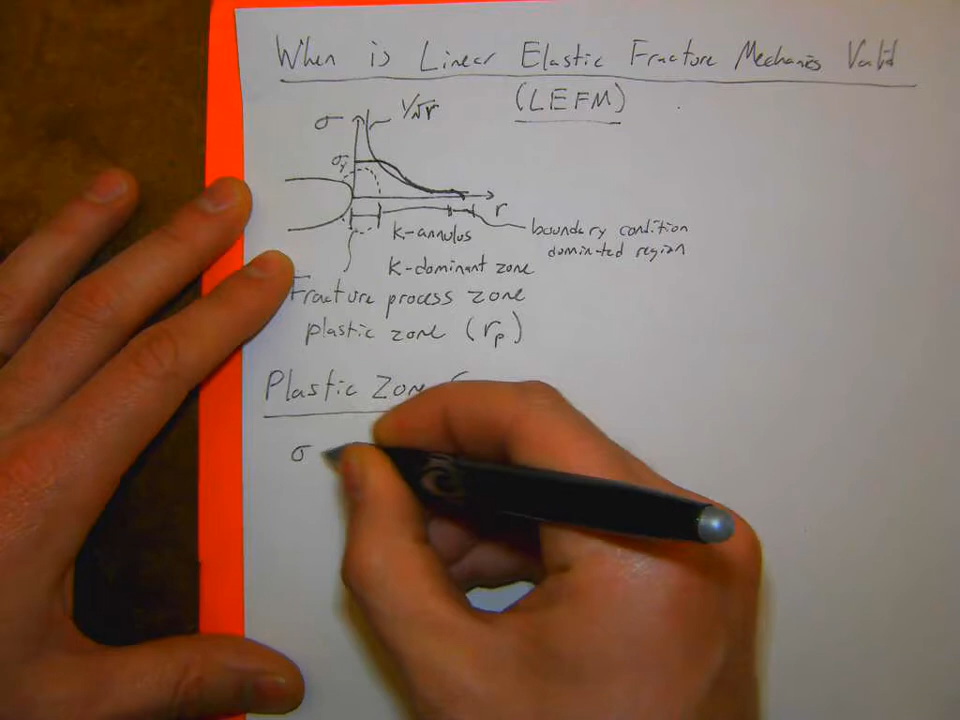 When is Linear Elastic Fracture Mechanics Valid
(LEFM)
σ
1/√r
σy
r
K-annulus
boundary condition
dominated region
K-dominant zone
Fracture process zone
plastic zone (rp)
Plastic Zone
σ